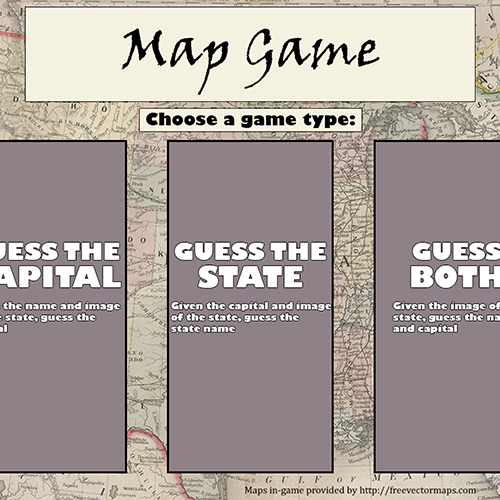 Map Game
Choose a game type:
UESS THE
APITAL
the name and image
state, guess the
al
GUESS THE
STATE
Given the capital and image
of the state, guess the
state name
GUESS
BOTH
Given the image of
state, guess the na
and capital
GULF OF MEXIC
Maps in-game provided by http://freevectormaps.com